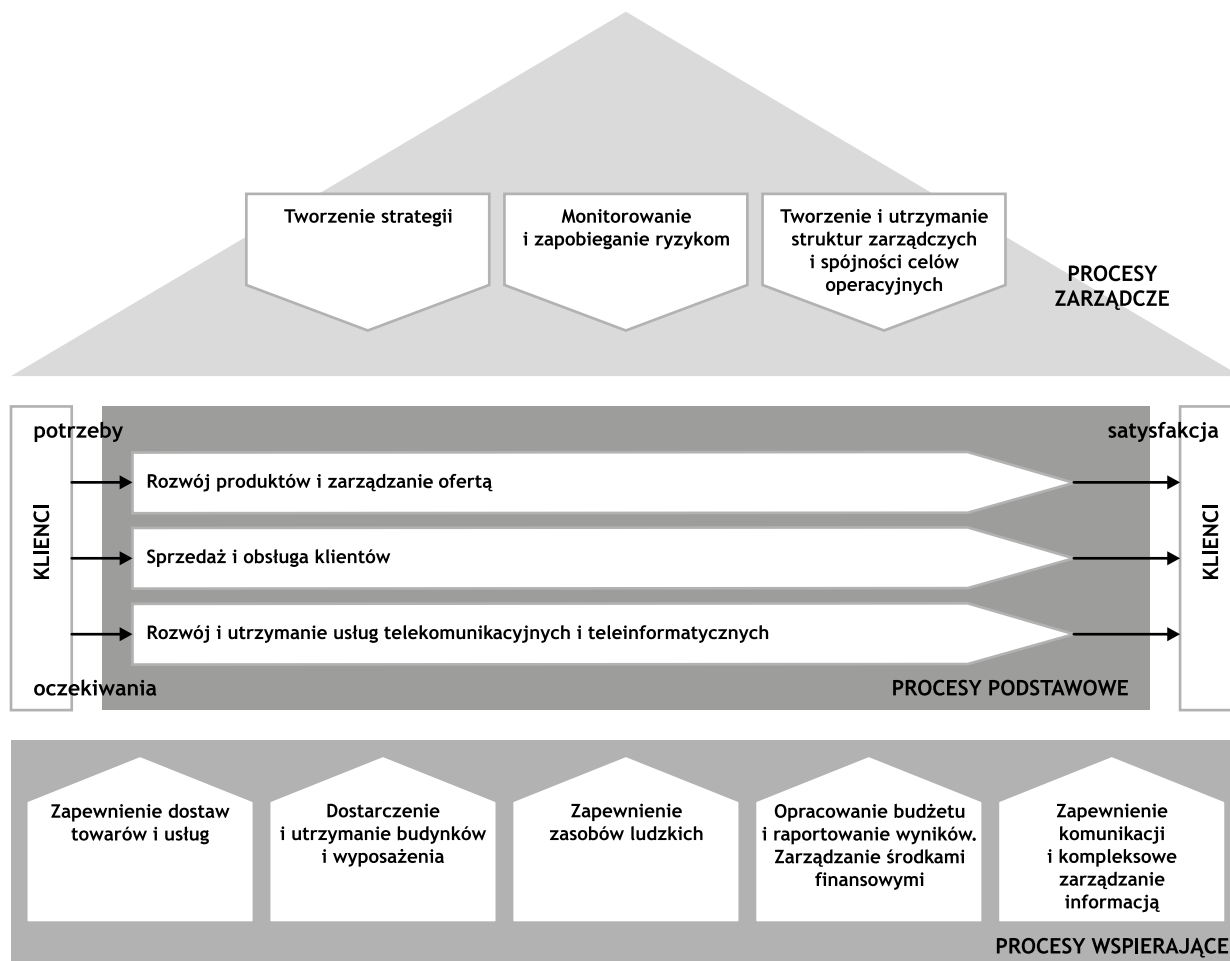 Tworzenie strategii
Monitorowanie
i zapobieganie ryzykom
Tworzenie i utrzymanie
struktur zarządczych
i spójności celów
operacyjnych
PROCESY
ZARZĄDCZE
potrzeby
satysfakcja
KLIENCI
Rozwój produktów i zarządzanie ofertą
Sprzedaż i obsługa klientów
Rozwój i utrzymanie usług telekomunikacyjnych i teleinformatycznych
KLIENCI
oczekiwania
PROCESY PODSTAWOWE
Zapewnienie dostaw
towarów i usług
Dostarczenie
i utrzymanie budynków
i wyposażenia
Zapewnienie
zasobów ludzkich
Opracowanie budżetu
i raportowanie wyników.
Zarządzanie środkami
finansowymi
Zapewnienie
komunikacji
i kompleksowe
zarządzanie
informacją
PROCESY WSPIERAJĄCE